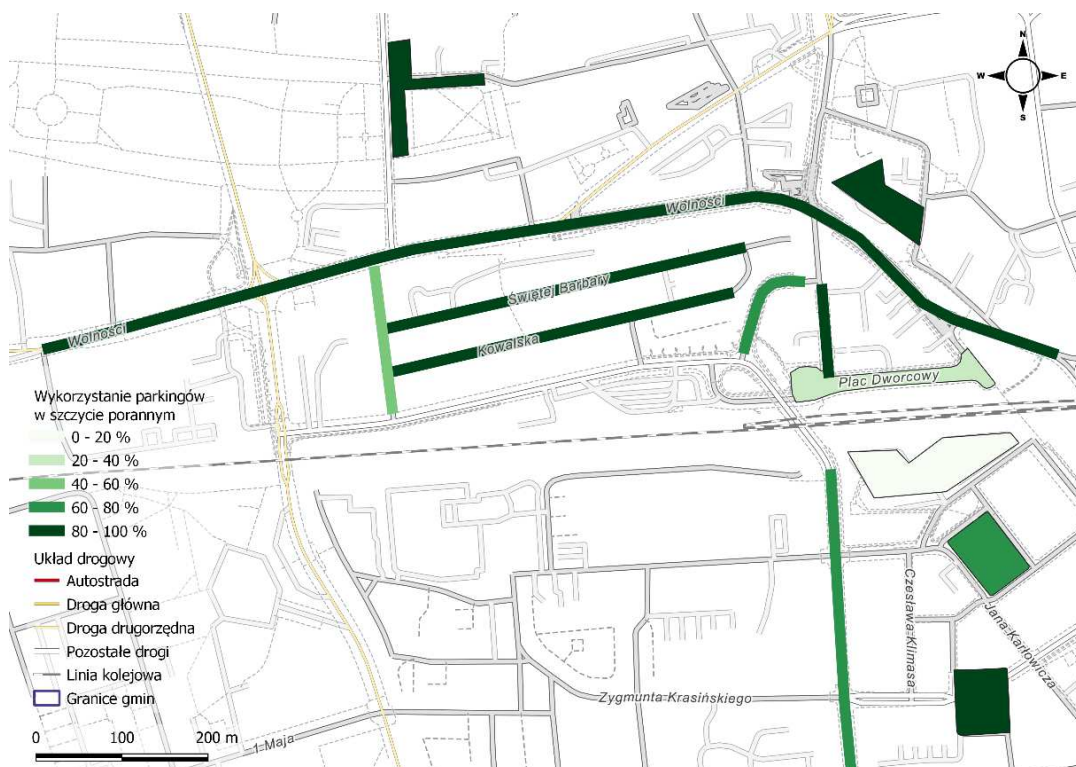 N
W
E
S
Wolności
Świętej Barbary
Kowalska
Wolności
Plac Dworcowy
Wykorzystanie parkingów
w szczycie porannym
0 - 20 %
20 - 40 %
40 - 60 %
60 - 80 %
80 - 100 %
Układ drogowy
Autostrada
Droga główna
Droga drugorzędna
Pozostałe drogi
Linia kolejowa
Granice gmin
Czesława Klimasa
Jana Karłowicza
Zygmunta Krasińskiego
1 Maja
0 100 200 m